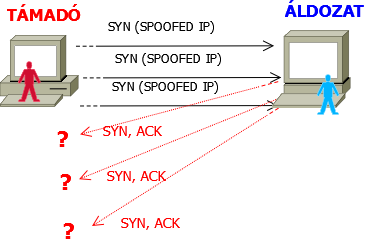 TÁMADÓ
ÁLDOZAT
SYN (SPOOFED IP)
SYN (SPOOFED IP)
SYN (SPOOFED IP)
? SYN, ACK
? SYN, ACK
? SYN, ACK